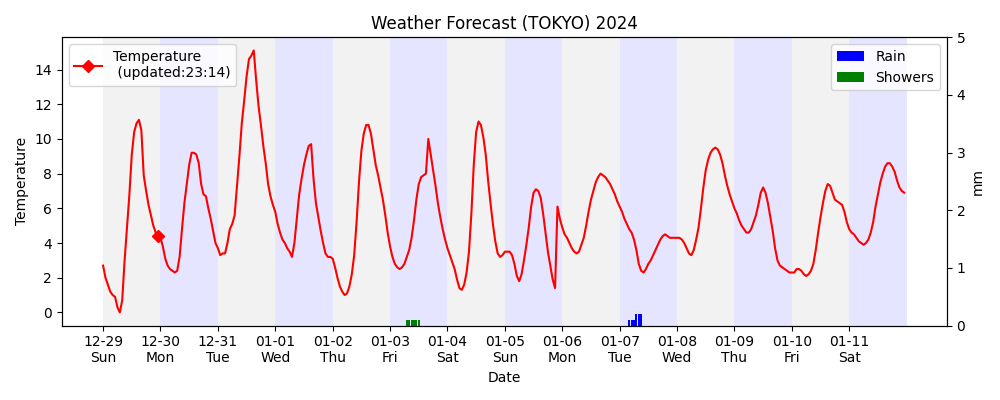 Weather Forecast (TOKYO) 2024
Temperature
(updated:23:14)
Rain
Showers
Temperature
14
12
10
8
6
4
2
0
5
4
3
2
1
0
mm
12-29 12-30 12-31 01-01 01-02 01-03 01-04 01-05 01-06 01-07 01-08 01-09 01-10 01-11
Sun Mon Tue Wed Thu Fri Sat Sun Mon Tue Wed Thu Fri Sat
Date